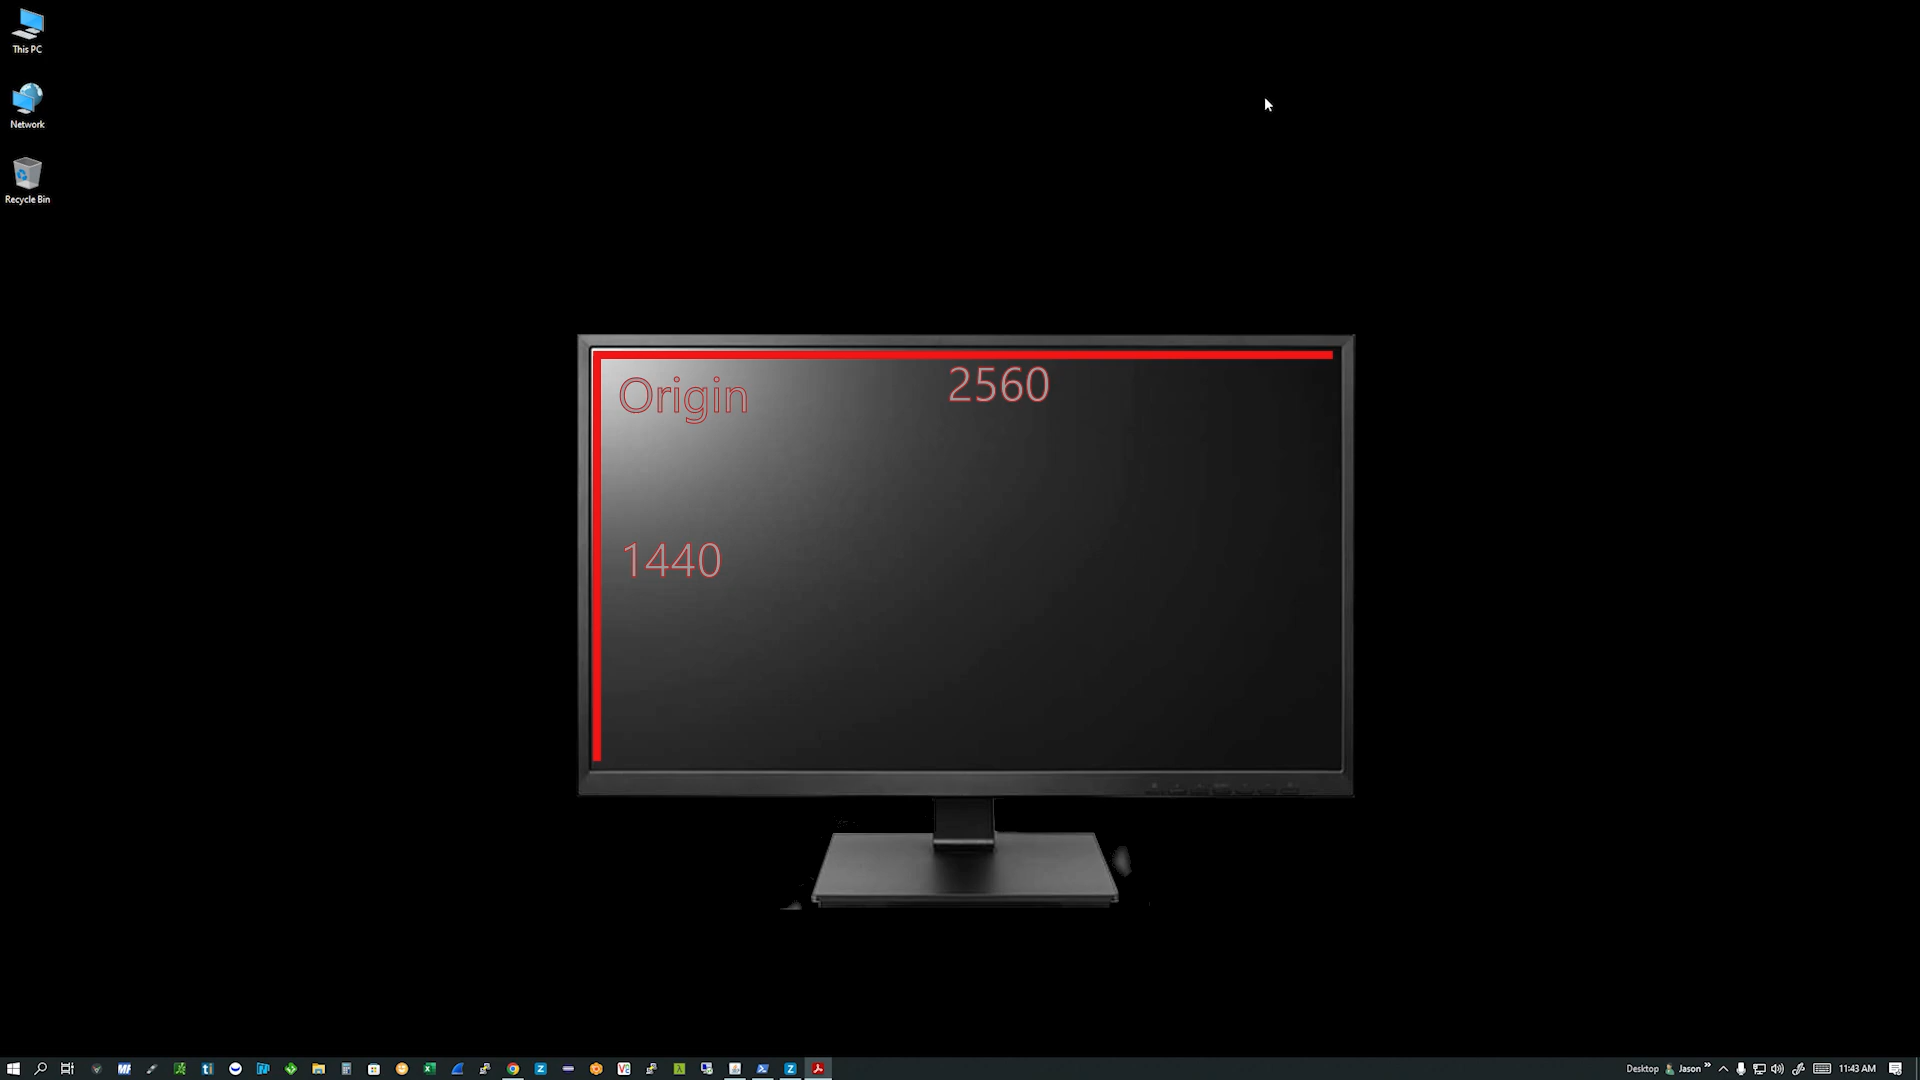 This PC
Network
Recycle Bin
Origin
2560
1440
Desktop
Jason
11:43 AM